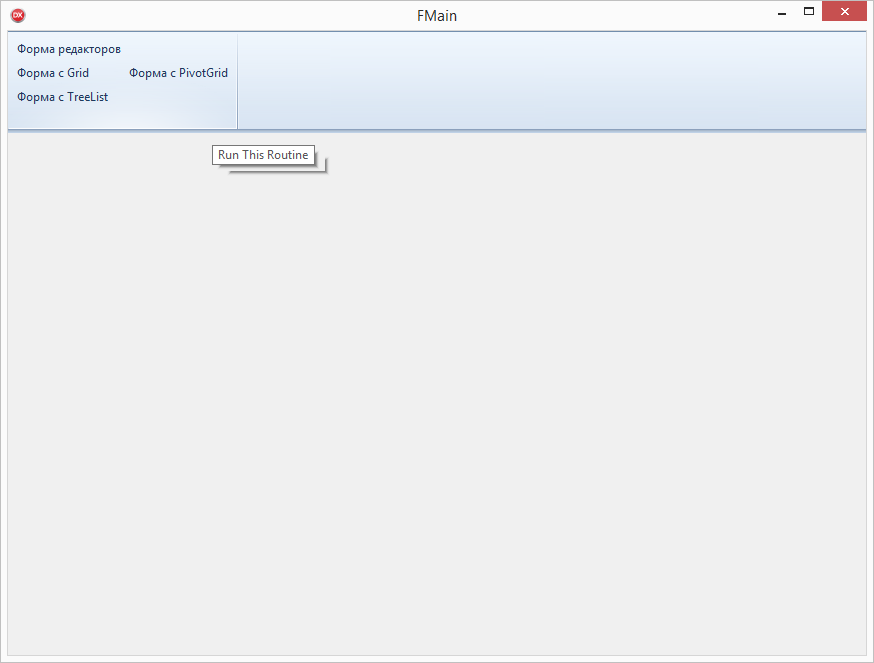 DX
FMain
Форма редакторов
Форма с Grid Форма с PivotGrid
Форма с TreeList
Run This Routine